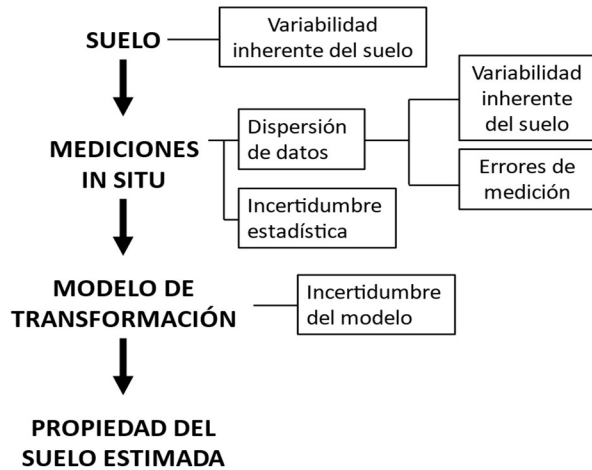 SUELO
Variabilidad
inherente del suelo
MEDICIONES
IN SITU
Dispersión
de datos
Variabilidad
inherente
del suelo
Errores de
medición
Incertidumbre
estadística
MODELO DE
TRANSFORMACIÓN
Incertidumbre
del modelo
PROPIEDAD DEL
SUELO ESTIMADA